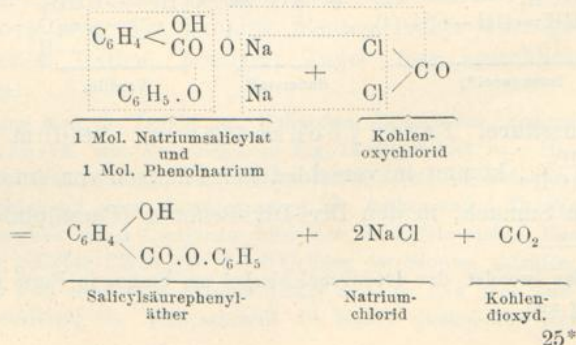 OH
C₆H₄< CO O Na Cl
+ >CO
C₆H₅.O Na Cl
1 Mol. Natriumsalicylat Kohlen-
und oxychlorid
1 Mol. Phenolnatrium
OH
= C₆H₄< + 2NaCl + CO₂
CO.O.C₆H₅
Salicylsäurephenyl- Natrium- Kohlen-
äther chlorid dioxyd.
25*